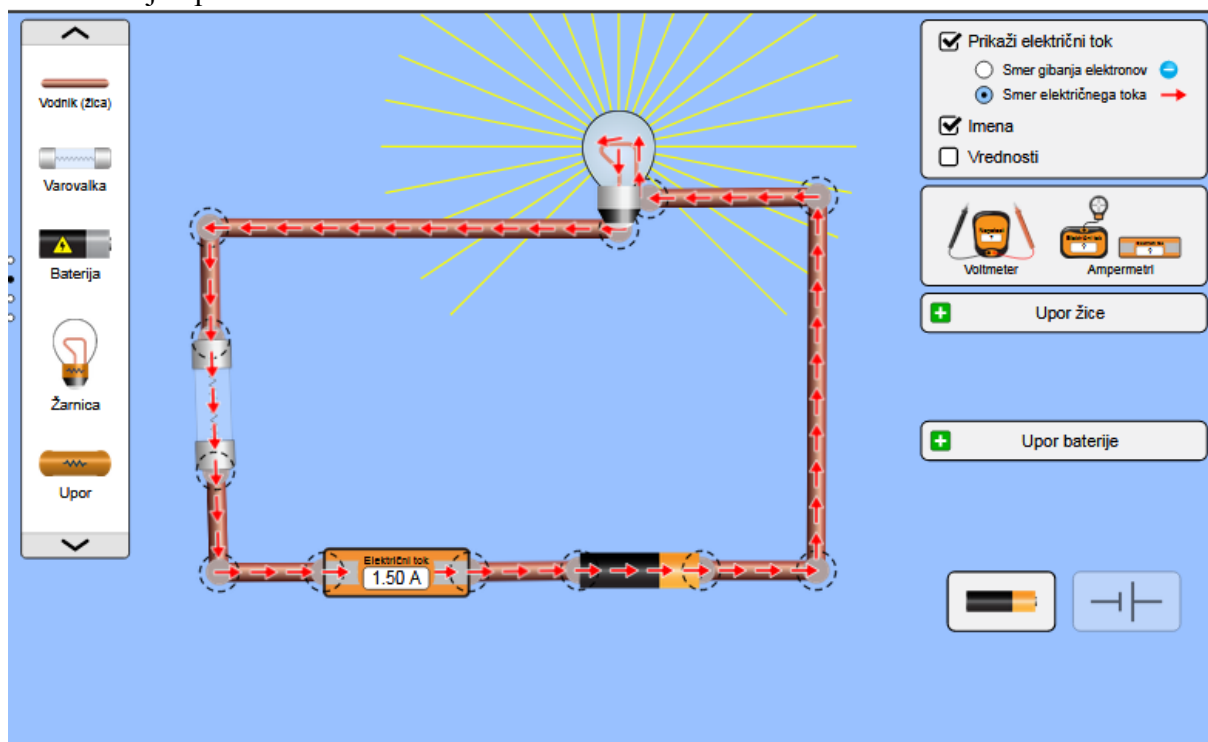 Prikaži električni tok
Smer gibanja elektronov
Smer električnega toka
Imena
Vrednosti
Vodnik (žica)
Varovalka
Baterija
Žarnica
Upor
Voltmeter
Ampermetri
Upor žice
Upor baterije
Električni tok
1.50 A